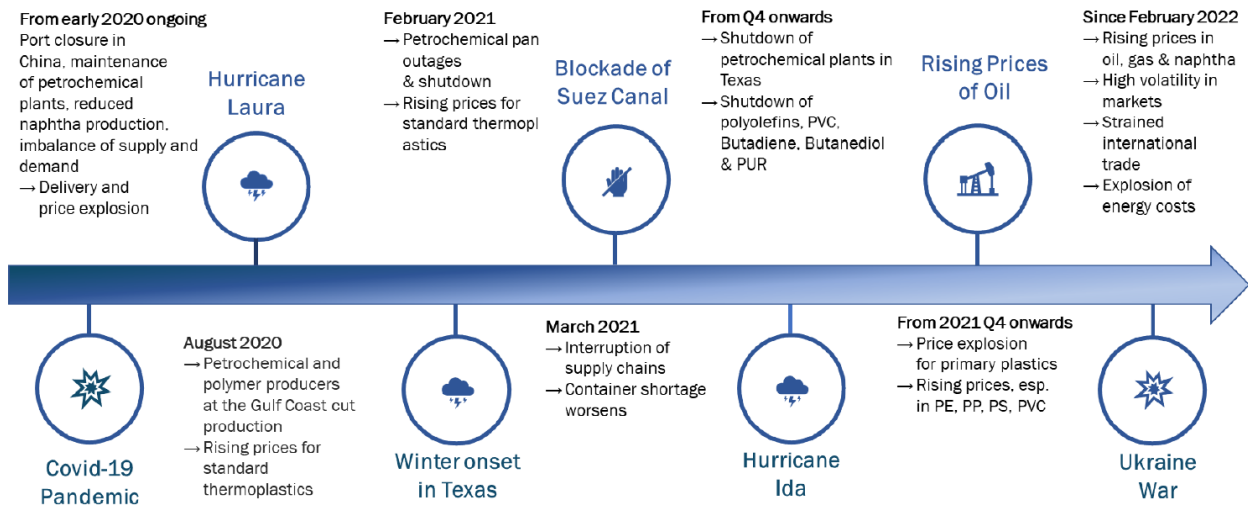 From early 2020 ongoing
Port closure in
China, maintenance
of petrochemical
plants, reduced
naphtha production,
imbalance of supply and
demand
→ Delivery and
price explosion
Hurricane
Laura
February 2021
→ Petrochemical pan
outages
& shutdown
→ Rising prices for
standard thermopl
astics
Blockade of
Suez Canal
From Q4 onwards
→ Shutdown of
petrochemical plants in
Texas
→ Shutdown of
polyolefins, PVC,
Butadiene, Butanediol
& PUR
Rising Prices
of Oil
Since February 2022
→ Rising prices in
oil, gas & naphtha
→ High volatility in
markets
→ Strained
international
trade
→ Explosion of
energy costs
Covid-19
Pandemic
August 2020
→ Petrochemical and
polymer producers
at the Gulf Coast cut
production
→ Rising prices for
standard
thermoplastics
Winter onset
in Texas
March 2021
→ Interruption of
supply chains
→ Container shortage
worsens
Hurricane
Ida
From 2021 Q4 onwards
→ Price explosion
for primary plastics
→ Rising prices, esp.
in PE, PP, PS, PVC
Ukraine
War